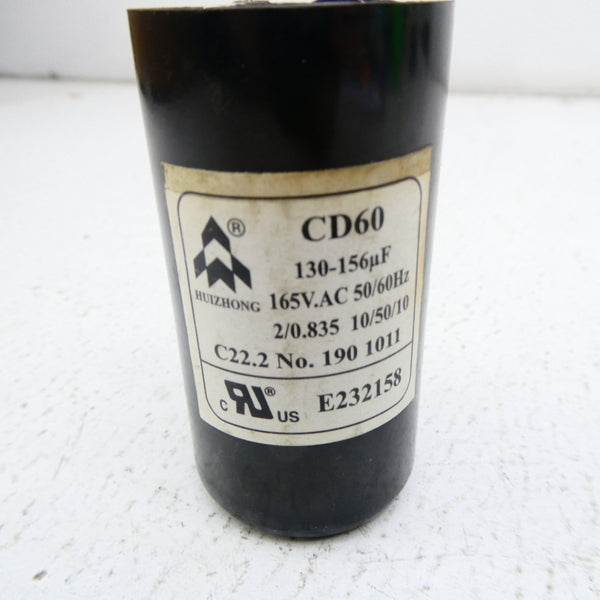 ®
HUIZHONG
CD60
130-156μF
165V.AC 50/60Hz
2/0.835 10/50/10
C22.2 No. 190 1011
c RU ® US E232158